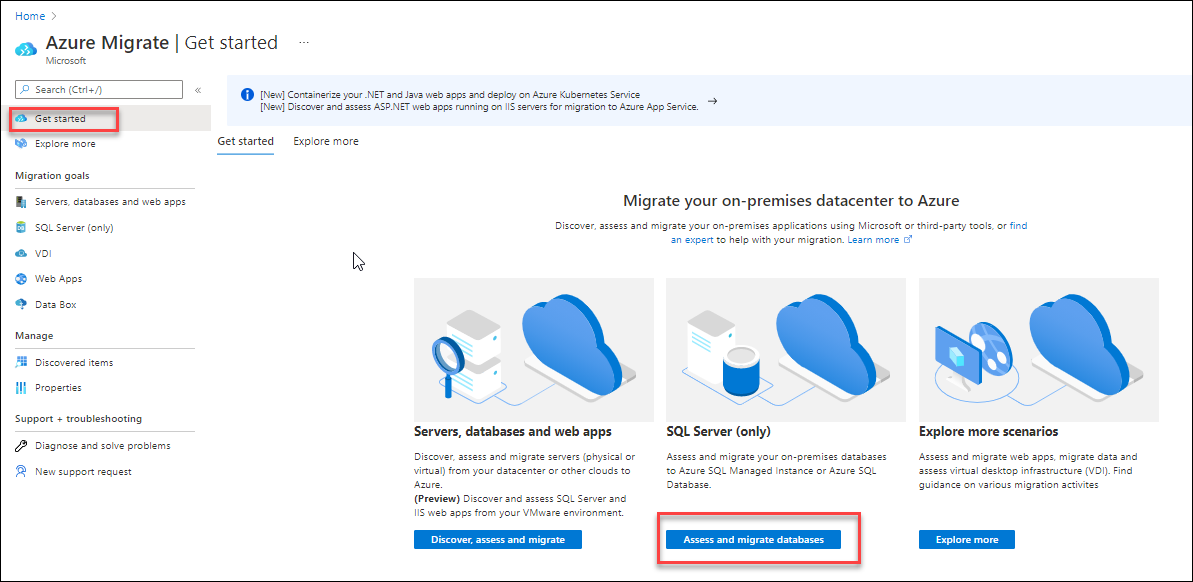 Home >
Azure Migrate | Get started ...
Microsoft
Search (Ctrl+/) «
Get started
Explore more
Migration goals
Servers, databases and web apps
SQL Server (only)
VDI
Web Apps
Data Box
Manage
Discovered items
Properties
Support + troubleshooting
Diagnose and solve problems
New support request
[New] Containerize your .NET and Java web apps and deploy on Azure Kubernetes Service
[New] Discover and assess ASP.NET web apps running on IIS servers for migration to Azure App Service. →
Get started Explore more
Migrate your on-premises datacenter to Azure
Discover, assess and migrate your on-premises applications using Microsoft or third-party tools, or find
an expert to help with your migration. Learn more
Servers, databases and web apps
Discover, assess and migrate servers (physical or
virtual) from your datacenter or other clouds to
Azure.
(Preview) Discover and assess SQL Server and
IIS web apps from your VMware environment.
Discover, assess and migrate
SQL Server (only)
Assess and migrate your on-premises databases
to Azure SQL Managed Instance or Azure SQL
Database.
Assess and migrate databases
Explore more scenarios
Assess and migrate web apps, migrate data and
assess virtual desktop infrastructure (VDI). Find
guidance on various migration activites
Explore more